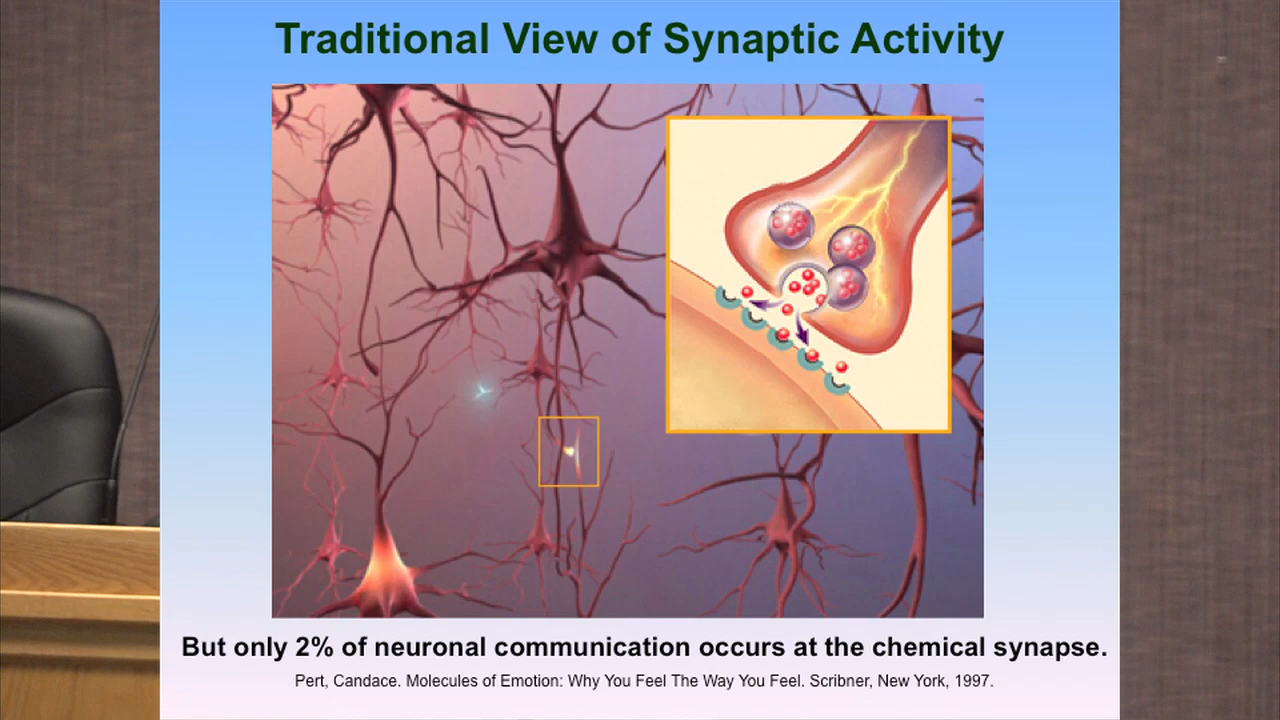 Traditional View of Synaptic Activity
But only 2% of neuronal communication occurs at the chemical synapse.
Pert, Candace. Molecules of Emotion: Why You Feel The Way You Feel. Scribner, New York, 1997.